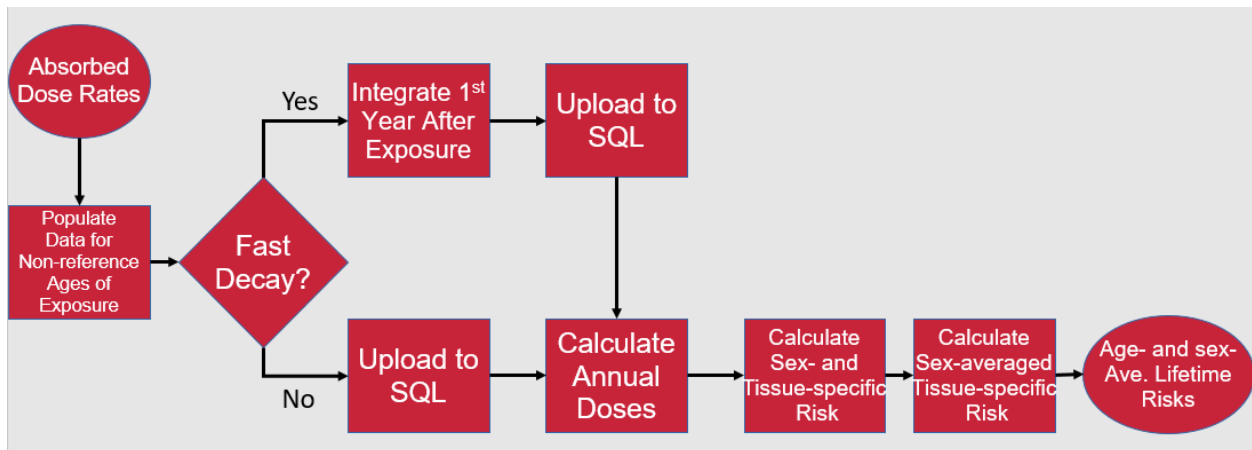 Absorbed
Dose Rates
Populate
Data for
Non-reference
Ages of
Exposure
Fast
Decay?
Yes
Integrate 1st
Year After
Exposure
Upload to
SQL
No
Upload to
SQL
Calculate
Annual
Doses
Calculate
Sex- and
Tissue-specific
Risk
Calculate
Sex-averaged
Tissue-specific
Risk
Age- and sex-
Ave. Lifetime
Risks